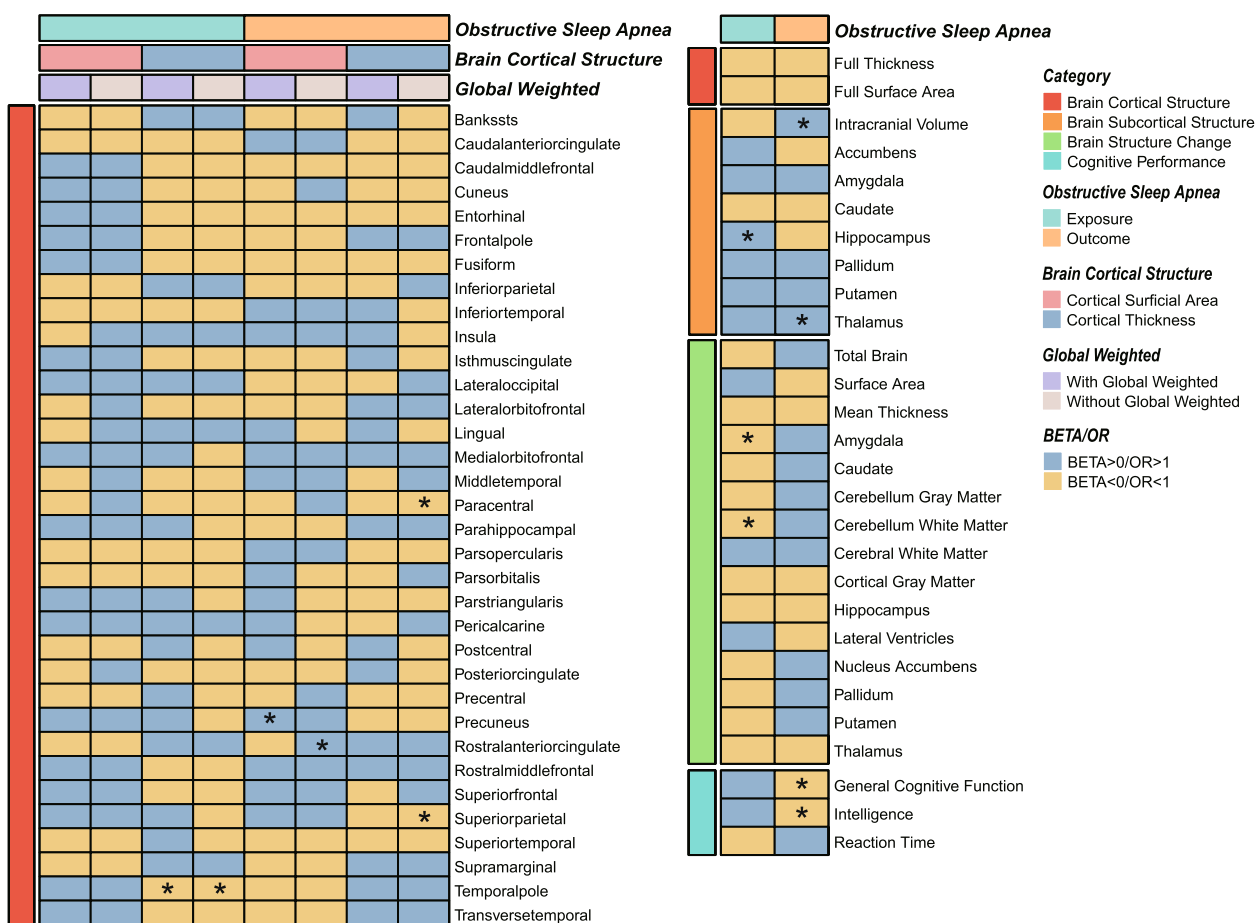 Obstructive Sleep Apnea
Brain Cortical Structure
Global Weighted
Bankssts
Caudalanteriorcingulate
Caudalmiddlefrontal
Cuneus
Entorhinal
Frontalpole
Fusiform
Inferiorparietal
Inferiortemporal
Insula
Isthmuscingulate
Lateraloccipital
Lateralorbitofrontal
Lingual
Medialorbitofrontal
Middletemporal
Paracentral
*
Parahippocampal
Parsopercularis
Parsorbitalis
Parstriangularis
Pericalcarine
Postcentral
Posteriorcingulate
Precentral
Precuneus
*
Rostralanteriorcingulate
*
Rostralmiddlefrontal
Superiorfrontal
Superiorparietal
*
Superiortemporal
Supramarginal
Temporalpole
* *
Transversetemporal
Obstructive Sleep Apnea
Full Thickness
Full Surface Area
* Intracranial Volume
Accumbens
Amygdala
Caudate
* Hippocampus
Pallidum
Putamen
* Thalamus
Total Brain
Surface Area
Mean Thickness
* Amygdala
Caudate
Cerebellum Gray Matter
* Cerebellum White Matter
Cerebral White Matter
Cortical Gray Matter
Hippocampus
Lateral Ventricles
Nucleus Accumbens
Pallidum
Putamen
Thalamus
* General Cognitive Function
* Intelligence
Reaction Time
Category
Brain Cortical Structure
Brain Subcortical Structure
Brain Structure Change
Cognitive Performance
Obstructive Sleep Apnea
Exposure
Outcome
Brain Cortical Structure
Cortical Surficial Area
Cortical Thickness
Global Weighted
With Global Weighted
Without Global Weighted
BETA/OR
BETA>0/OR>1
BETA<0/OR<1